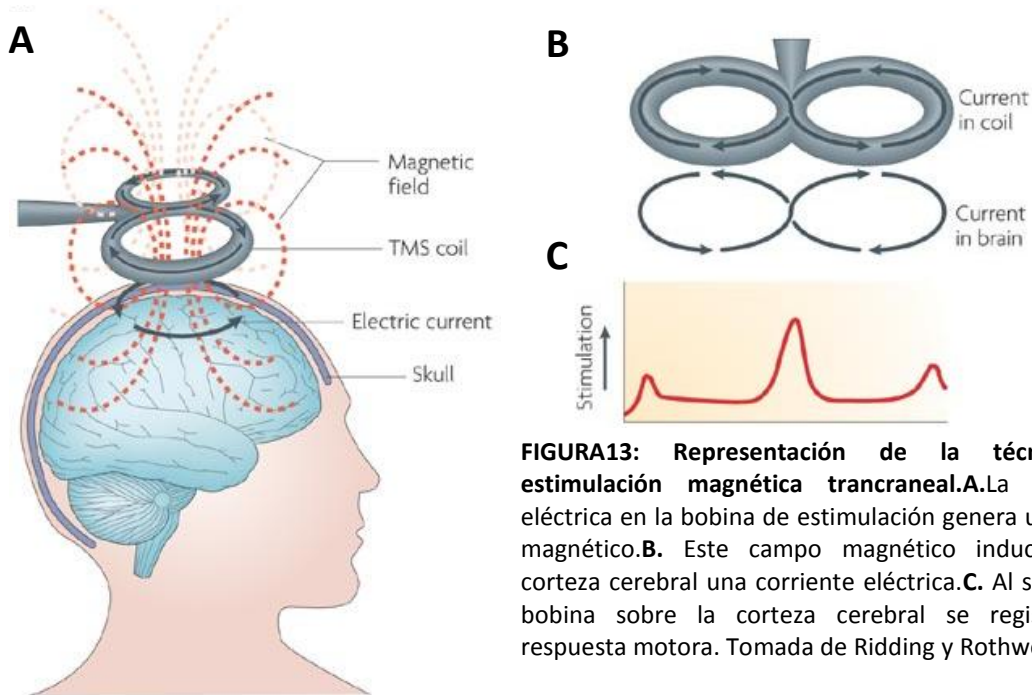 A
Magnetic
field
TMS coil
Electric current
Skull
B
Current
in coil
Current
in brain
C
Stimulation
FIGURA13: Representación de la técn
estimulación magnética trancraneal.A.La
eléctrica en la bobina de estimulación genera u
magnético.B. Este campo magnético induc
corteza cerebral una corriente eléctrica.C. Al s
bobina sobre la corteza cerebral se regi
respuesta motora. Tomada de Ridding y Rothw